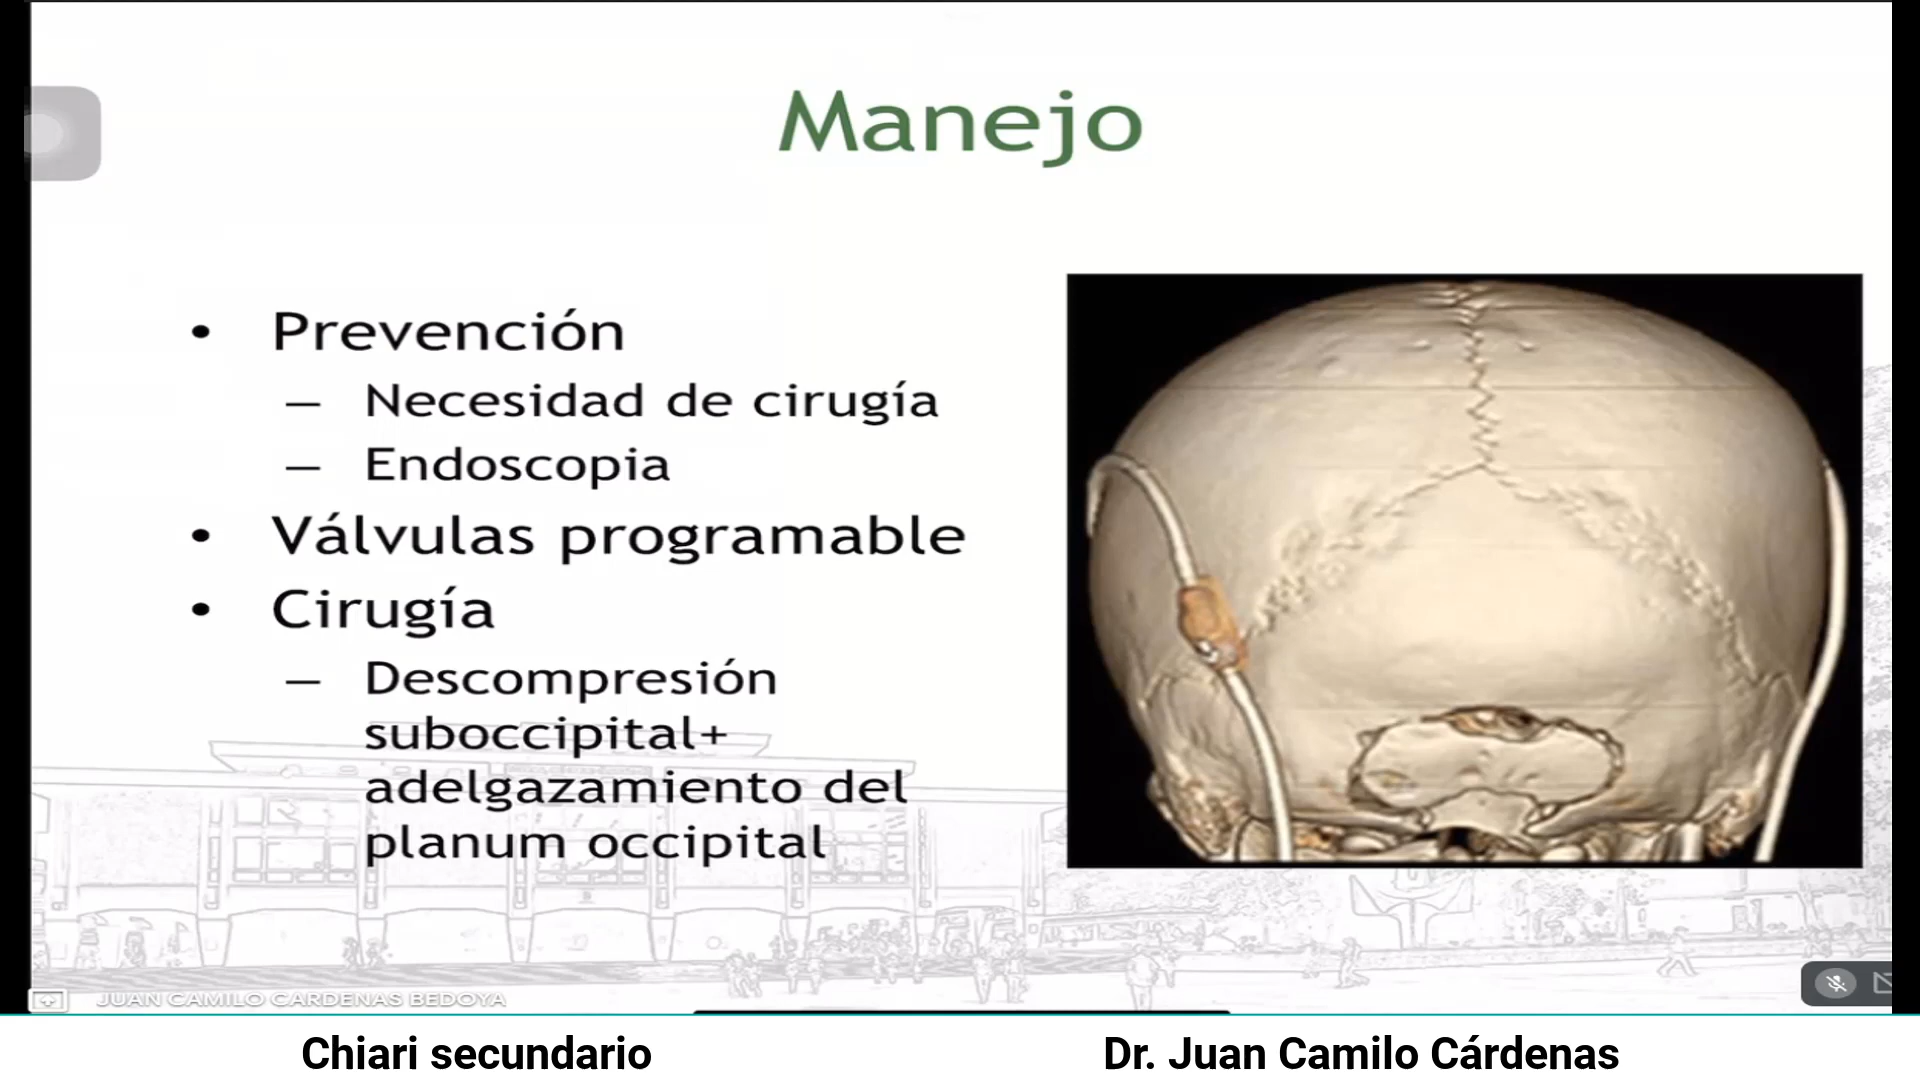 Manejo
• Prevención
– Necesidad de cirugía
– Endoscopia
• Válvulas programable
• Cirugía
– Descompresión
suboccipital+
adelgazamiento del
planum occipital
JUAN CAMILO CARDENAS BEDOYA
Chiari secundario
Dr. Juan Camilo Cárdenas